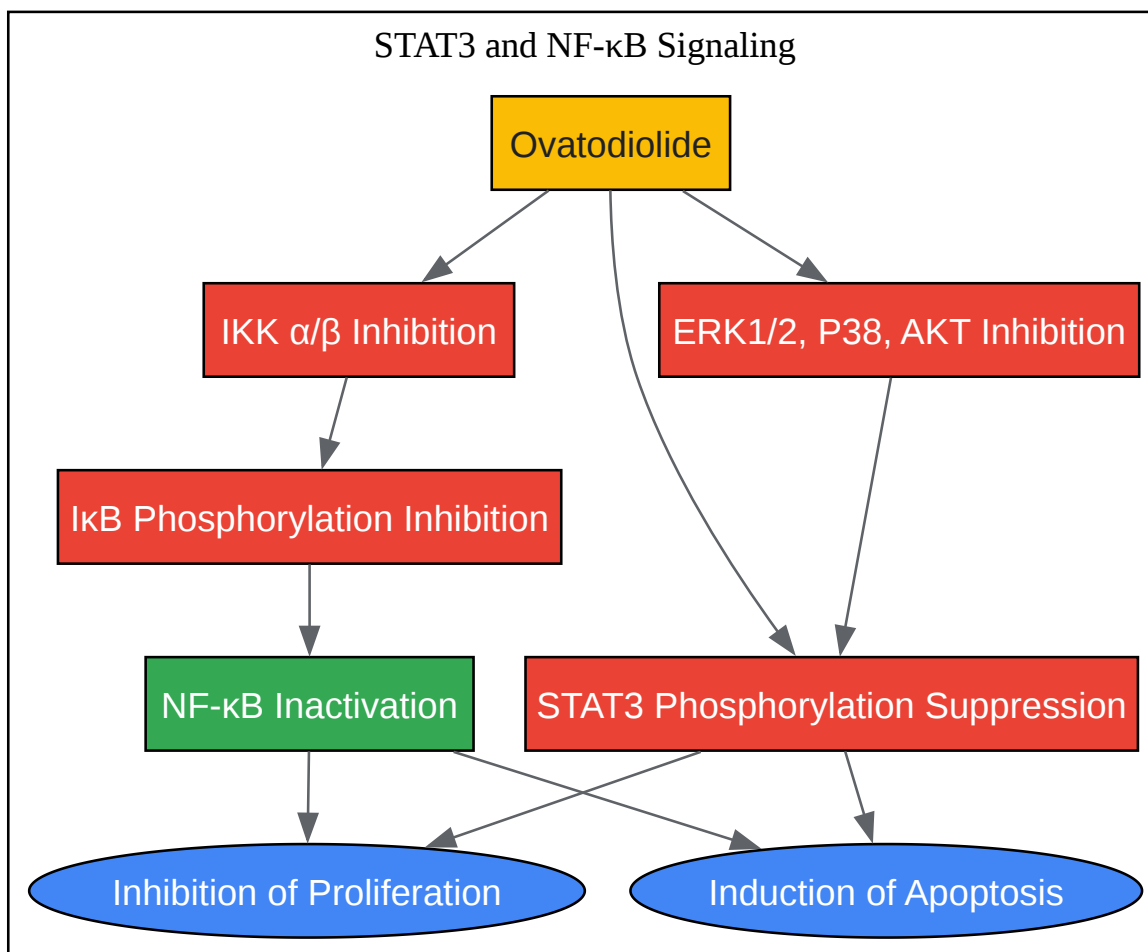 STAT3 and NF-κB Signaling
Ovatodiolide
IKK α/β Inhibition
ERK1/2, P38, AKT Inhibition
IκB Phosphorylation Inhibition
NF-κB Inactivation
STAT3 Phosphorylation Suppression
Inhibition of Proliferation
Induction of Apoptosis